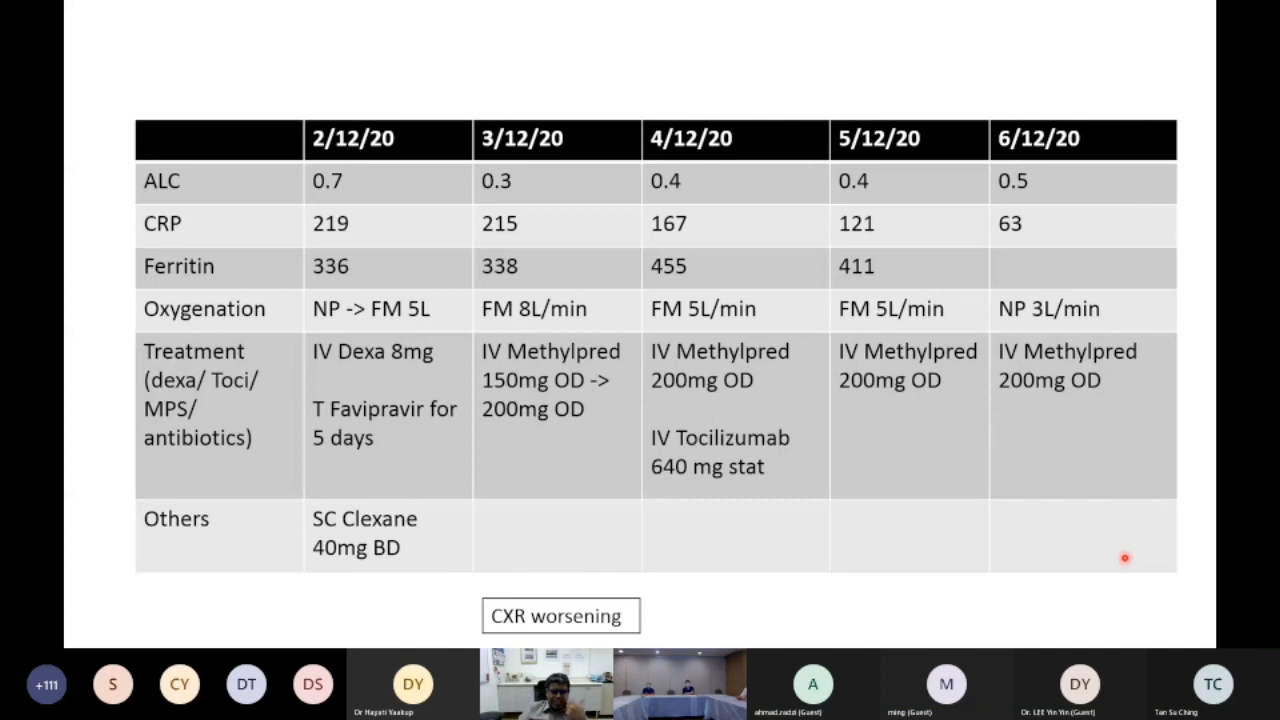 2/12/20 3/12/20 4/12/20 5/12/20 6/12/20
ALC 0.7 0.3 0.4 0.4 0.5
CRP 219 215 167 121 63
Ferritin 336 338 455 411
Oxygenation NP -> FM 5L FM 8L/min FM 5L/min FM 5L/min NP 3L/min
Treatment IV Dexa 8mg IV Methylpred IV Methylpred IV Methylpred IV Methylpred
(dexa/ Toci/ 150mg OD -> 200mg OD 200mg OD 200mg OD
MPS/ T Favipravir for 200mg OD
antibiotics) 5 days IV Tocilizumab
640 mg stat
Others SC Clexane
40mg BD
CXR worsening
+111 S CY DT DS DY A M DY TC
Dr Hayati Yaakup ahmad.radzi (Guest) ming (Guest) Dr. LEE Yin Yin (Guest) Tan Su Ching